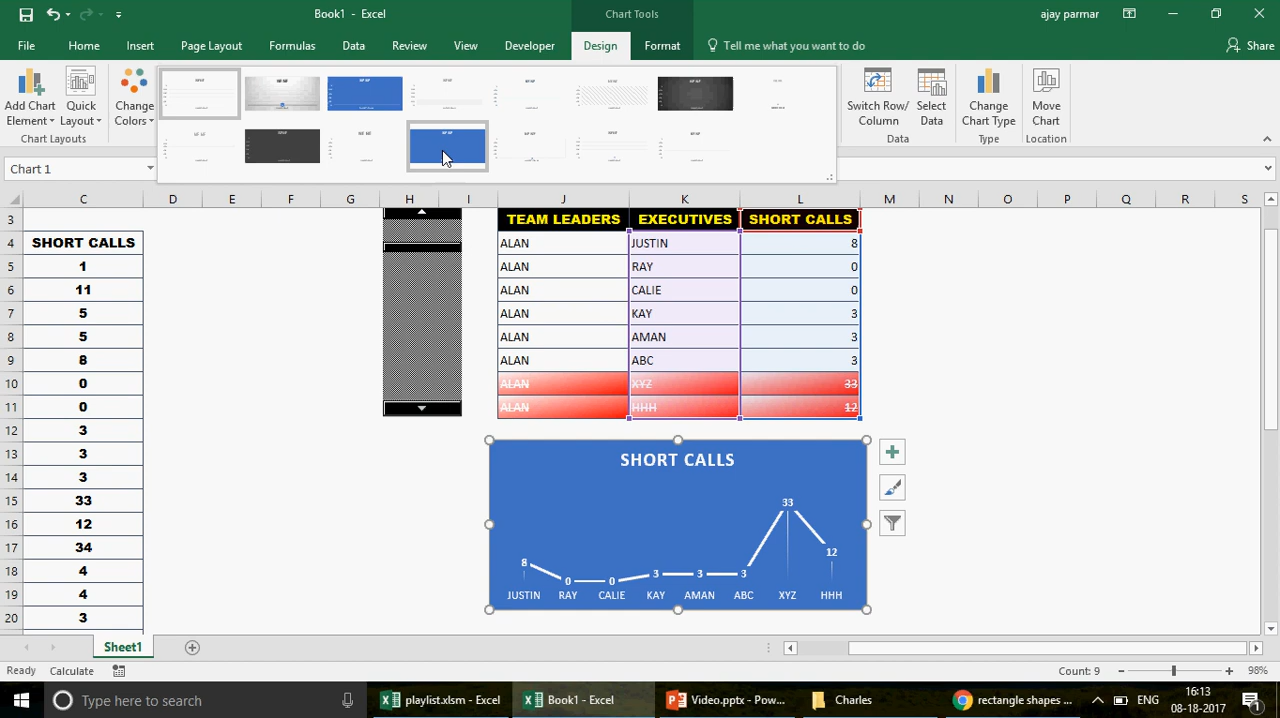 Book1 - Excel
Chart Tools
ajay parmar
File
Home
Insert
Page Layout
Formulas
Data
Review
View
Developer
Design
Format
Tell me what you want to do
Share
Add Chart
Element
Quick
Layout
Change
Colors
Switch Row/
Column
Select
Data
Change
Chart Type
Move
Chart
Chart Layouts
Data
Type
Location
Chart 1
C D E F G H I J K L M N O P Q R S
3 TEAM LEADERS EXECUTIVES SHORT CALLS
4 SHORT CALLS ALAN JUSTIN 8
5 1 ALAN RAY 0
6 11 ALAN CALIE 0
7 5 ALAN KAY 3
8 5 ALAN AMAN 3
9 8 ALAN ABC 3
10 0 ALAN XYZ 33
11 0 ALAN HHH 12
12 3
13 3
14 3
15 33
16 12
17 34
18 4
19 4
20 3
SHORT CALLS
8 0 0 3 3 3 33 12
JUSTIN RAY CALIE KAY AMAN ABC XYZ HHH
Sheet1
Ready Calculate Count: 9 98%
Type here to search
playlist.xlsm - Excel
Book1 - Excel
Video.pptx - Pow...
Charles
rectangle shapes ...
ENG
16:13
08-18-2017
1